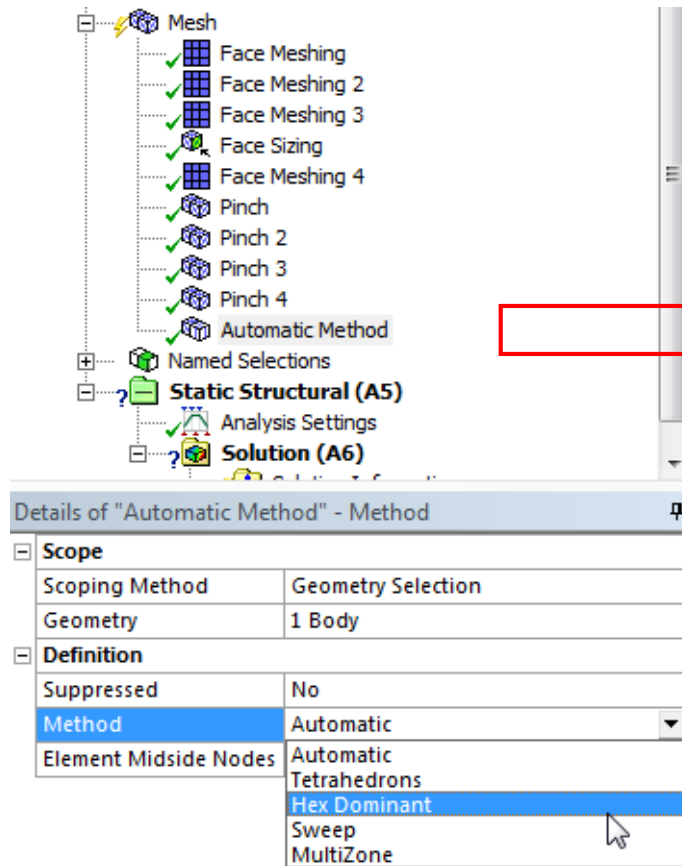 Mesh
Face Meshing
Face Meshing 2
Face Meshing 3
Face Sizing
Face Meshing 4
Pinch
Pinch 2
Pinch 3
Pinch 4
Automatic Method
Named Selections
Static Structural (A5)
Analysis Settings
Solution (A6)
Details of "Automatic Method" - Method
Scope
Scoping Method Geometry Selection
Geometry 1 Body
Definition
Suppressed No
Method Automatic
Element Midside Nodes Automatic
Tetrahedrons
Hex Dominant
Sweep
MultiZone